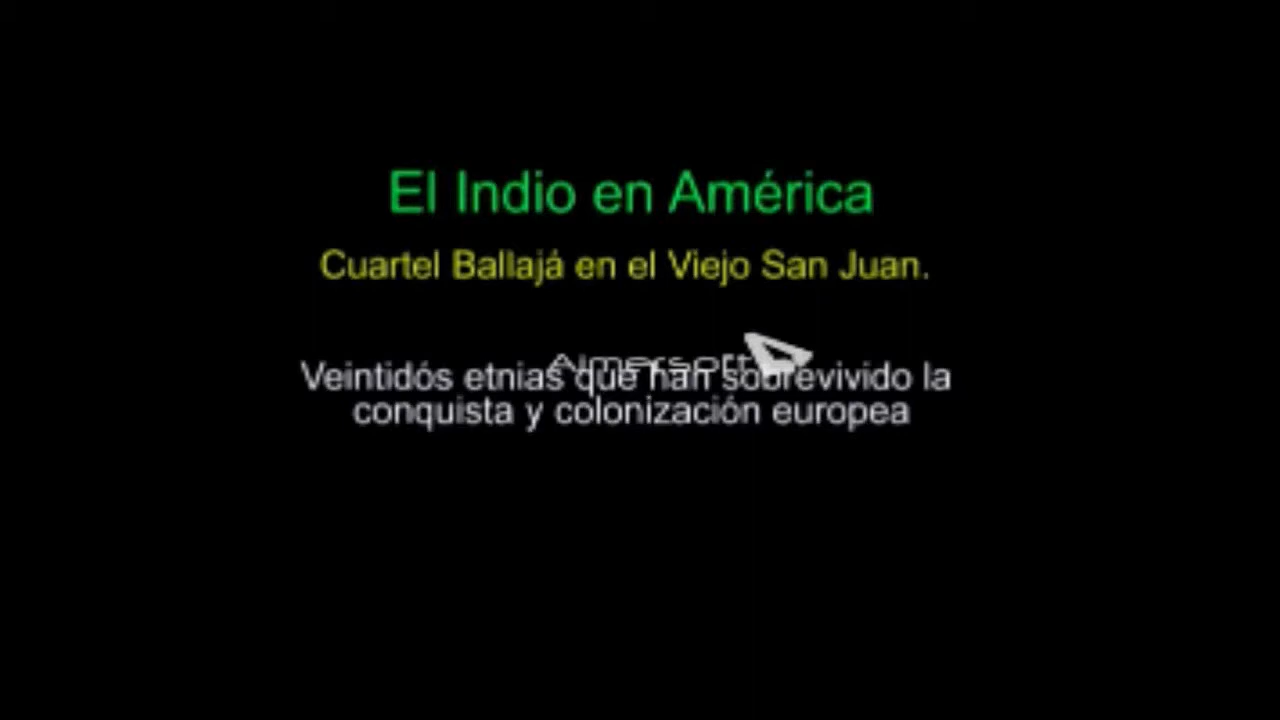 El Indio en América
Cuartel Ballajá en el Viejo San Juan.
Aimersoft
Veintidós etnias que han sobrevivido la
conquista y colonización europea